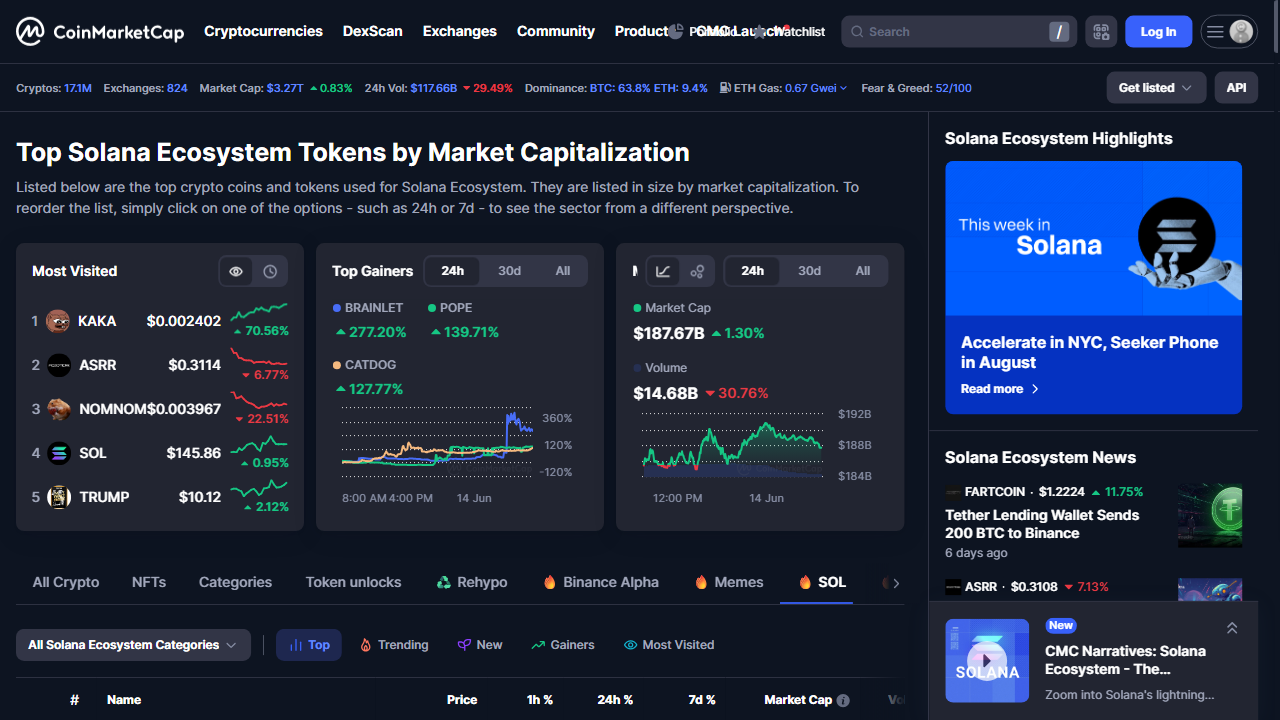 CoinMarketCap
Cryptocurrencies DexScan Exchanges Community Product Portfolio CMC Launch Watchlist
Search /
Log In
Cryptos: 17.1M Exchanges: 824 Market Cap: $3.27T 0.83% 24h Vol: $117.66B 29.49% Dominance: BTC: 63.8% ETH: 9.4% ETH Gas: 0.67 Gwei Fear & Greed: 52/100
Get listed API
Top Solana Ecosystem Tokens by Market Capitalization
Listed below are the top crypto coins and tokens used for Solana Ecosystem. They are listed in size by market capitalization. To
reorder the list, simply click on one of the options - such as 24h or 7d - to see the sector from a different perspective.
Most Visited
1 KAKA $0.002402 70.56%
2 ASRR $0.3114 6.77%
3 NOMNOM $0.003967 22.51%
4 SOL $145.86 0.95%
5 TRUMP $10.12 2.12%
Top Gainers 24h 30d All
BRAINLET POPE
277.20% 139.71%
CATDOG
127.77%
360%
120%
-120%
8:00 AM 4:00 PM 14 Jun
24h 30d All
Market Cap
$187.67B 1.30%
Volume
$14.68B 30.76%
$192B
$188B
$184B
12:00 PM 14 Jun
All Crypto NFTs Categories Token unlocks Rehypo Binance Alpha Memes SOL
All Solana Ecosystem Categories Top Trending New Gainers Most Visited
# Name Price 1h % 24h % 7d % Market Cap
Solana Ecosystem Highlights
This week in
Solana
Accelerate in NYC, Seeker Phone
in August
Read more
Solana Ecosystem News
FARTCOIN · $1.2224 11.75%
Tether Lending Wallet Sends
200 BTC to Binance
6 days ago
ASRR · $0.3108 7.13%
SOLANA
New
CMC Narratives: Solana
Ecosystem - The...
Zoom into Solana's lightning...